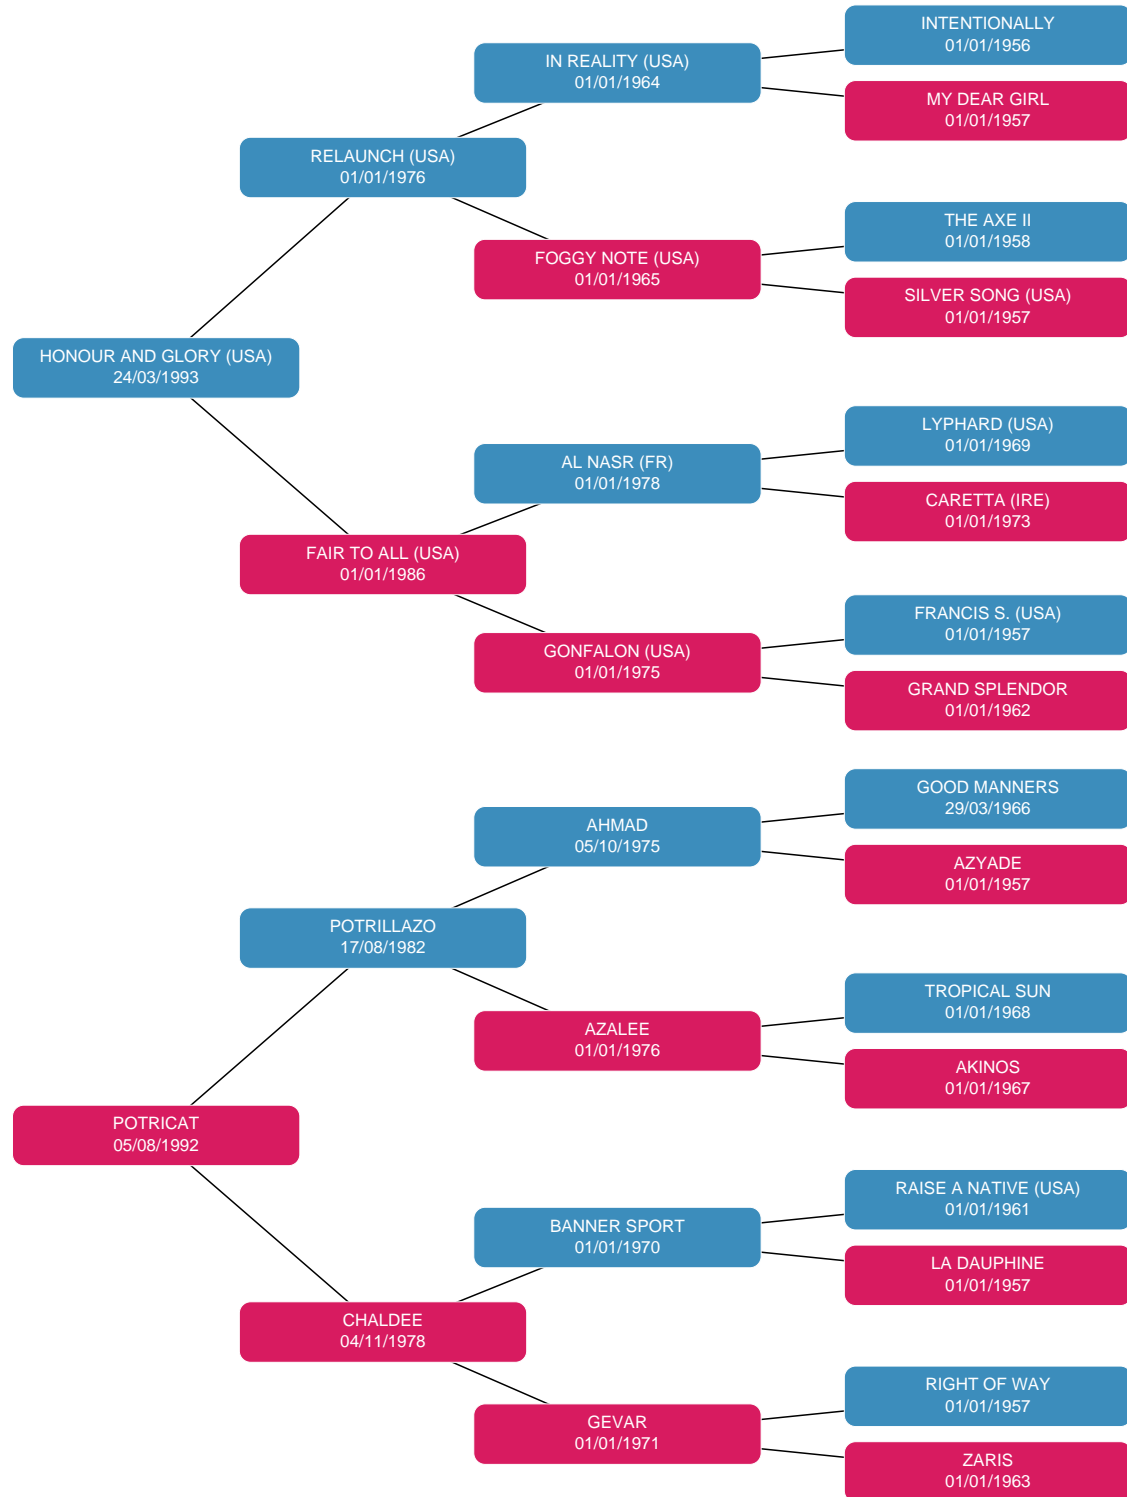 INTENTIONALLY
01/01/1956
IN REALITY (USA)
01/01/1964
MY DEAR GIRL
01/01/1957
RELAUNCH (USA)
01/01/1976
THE AXE II
01/01/1958
FOGGY NOTE (USA)
01/01/1965
SILVER SONG (USA)
01/01/1957
HONOUR AND GLORY (USA)
24/03/1993
LYPHARD (USA)
01/01/1969
AL NASR (FR)
01/01/1978
CARETTA (IRE)
01/01/1973
FAIR TO ALL (USA)
01/01/1986
FRANCIS S. (USA)
01/01/1957
GONFALON (USA)
01/01/1975
GRAND SPLENDOR
01/01/1962
GOOD MANNERS
29/03/1966
AHMAD
05/10/1975
AZYADE
01/01/1957
POTRILLAZO
17/08/1982
TROPICAL SUN
01/01/1968
AZALEE
01/01/1976
AKINOS
01/01/1967
POTRICAT
05/08/1992
RAISE A NATIVE (USA)
01/01/1961
BANNER SPORT
01/01/1970
LA DAUPHINE
01/01/1957
CHALDEE
04/11/1978
RIGHT OF WAY
01/01/1957
GEVAR
01/01/1971
ZARIS
01/01/1963